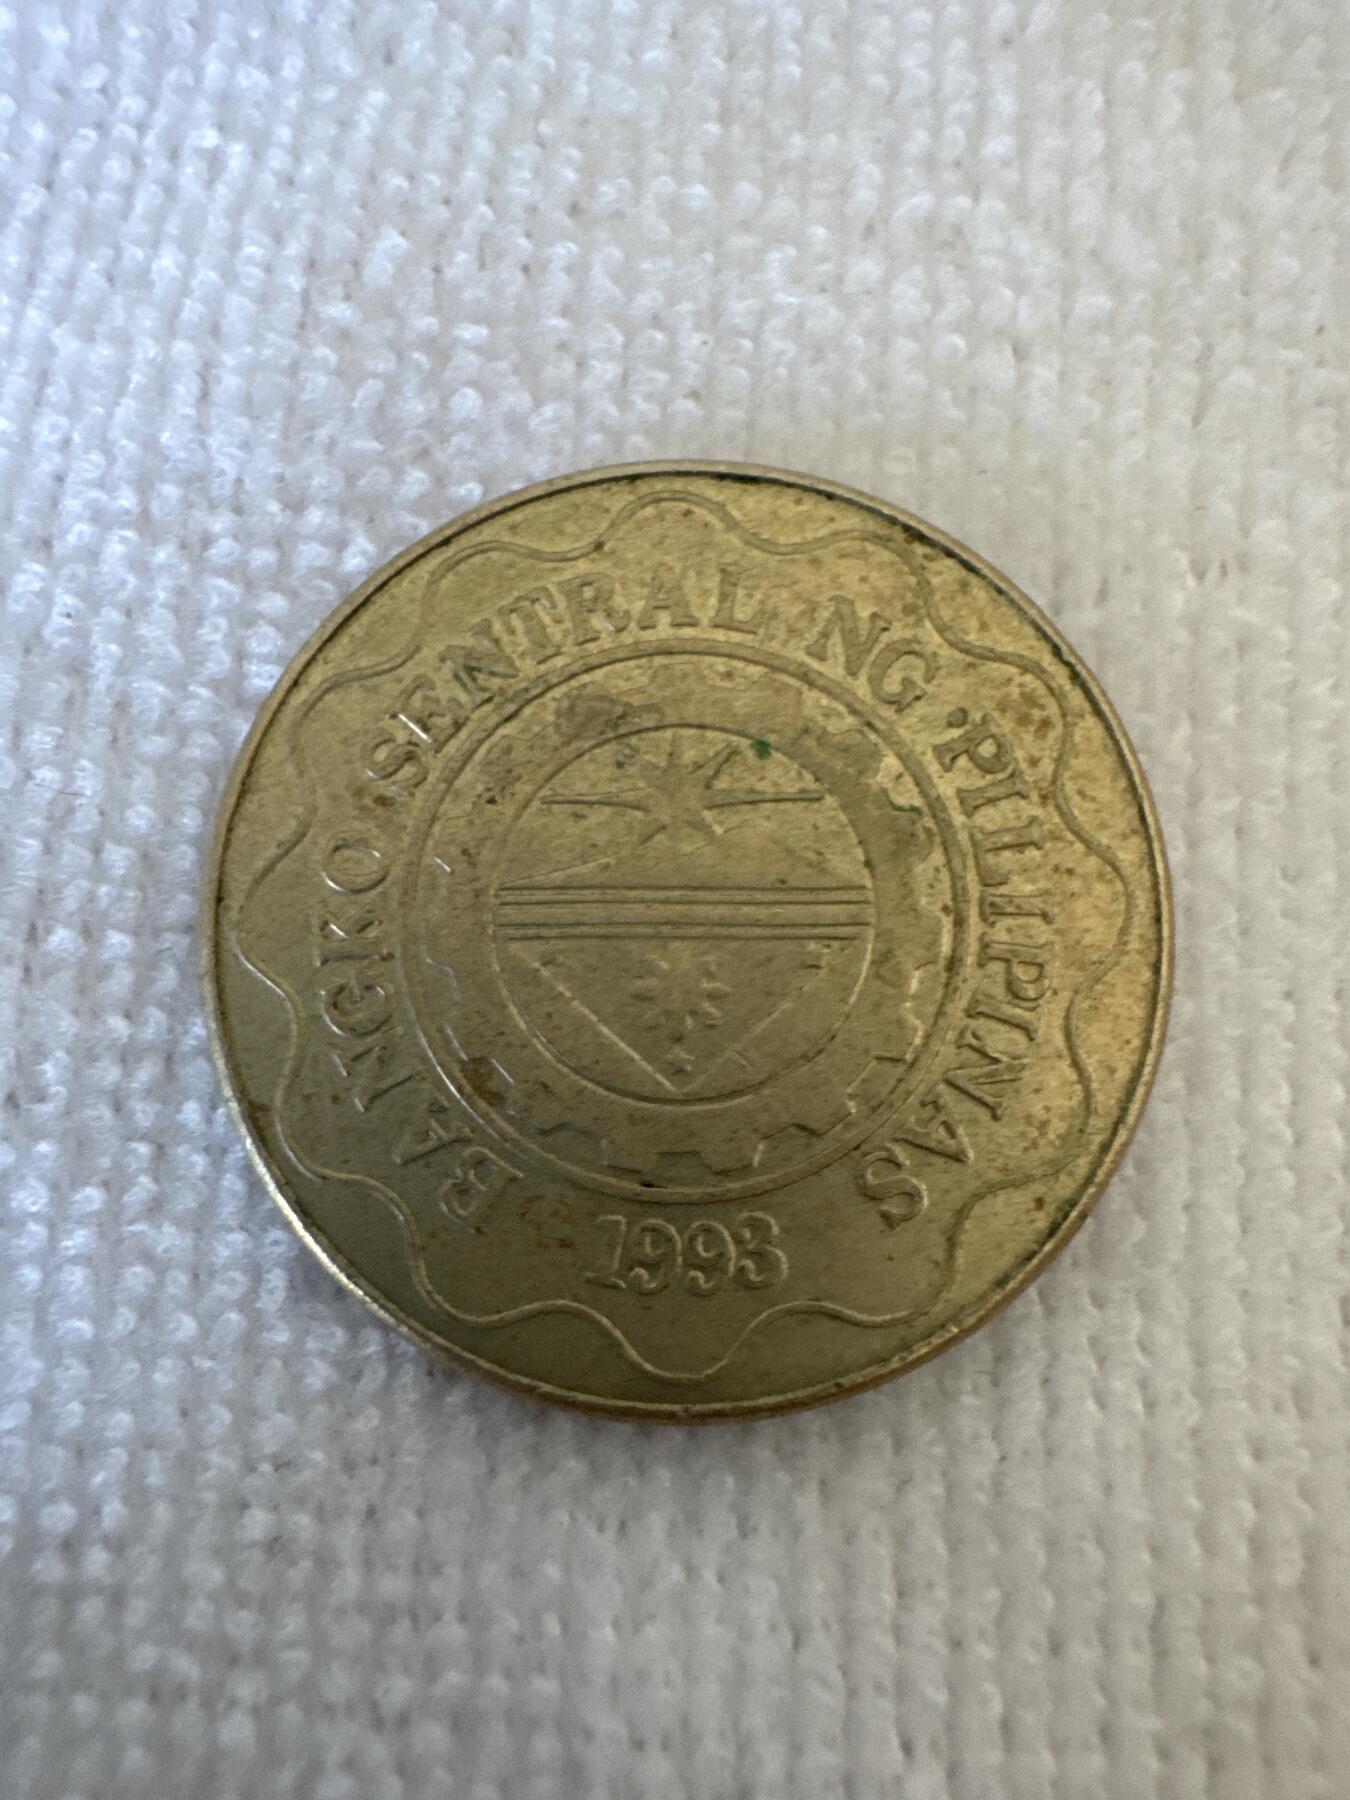 BANGKO SENTRAL NG PILIPINAS
1993